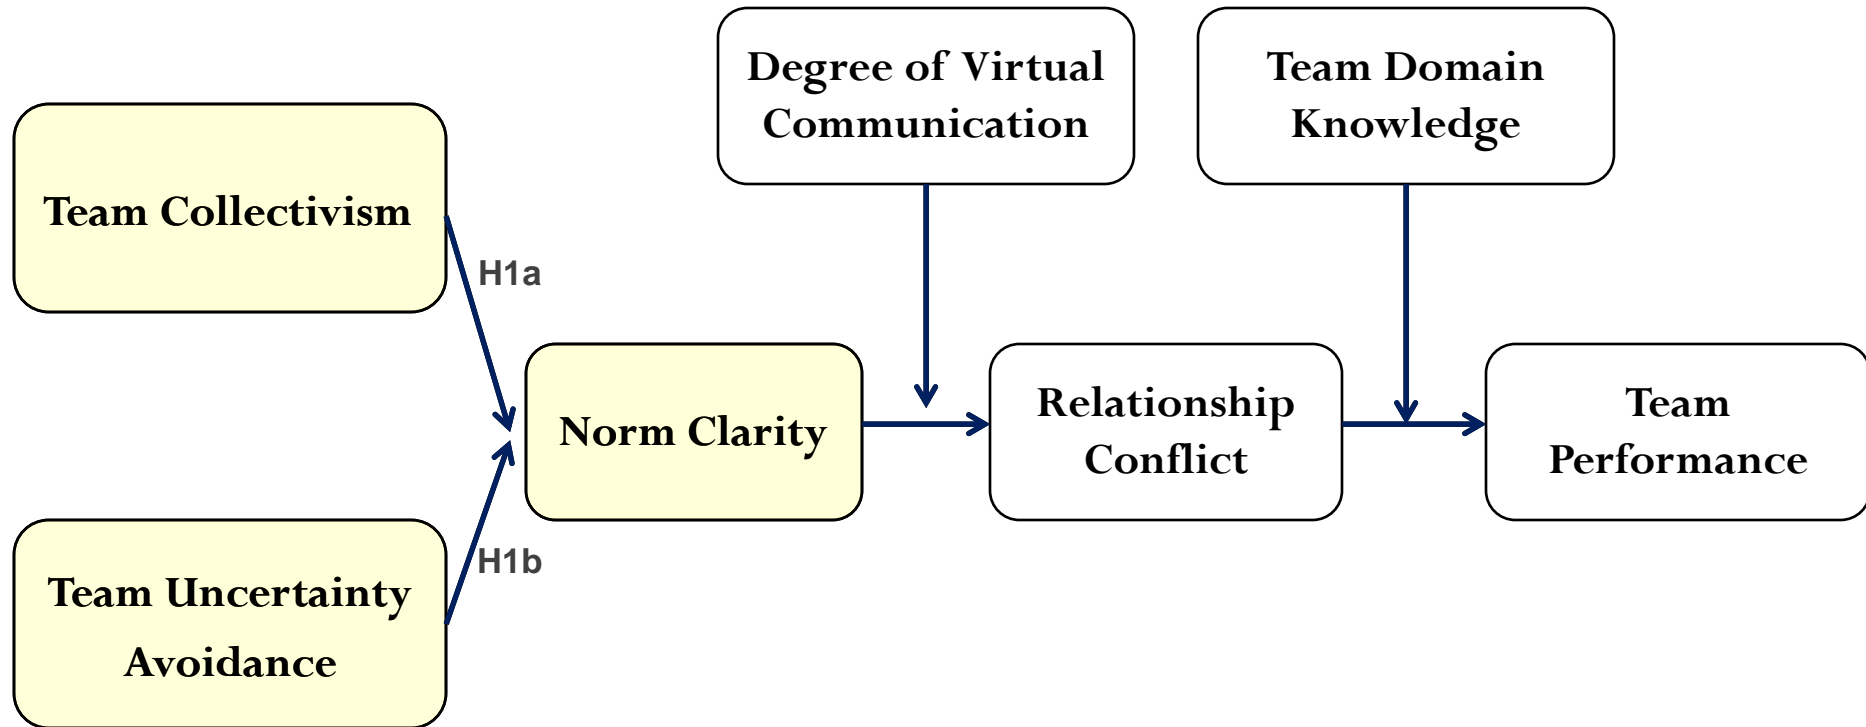 Degree of Virtual
Communication
Team Domain
Knowledge
Team Collectivism
H1a
Norm Clarity
Relationship
Conflict
Team
Performance
H1b
Team Uncertainty
Avoidance